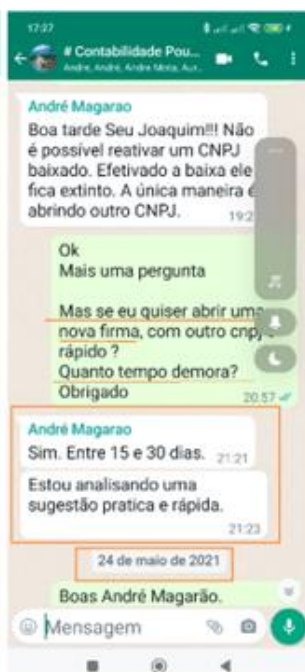 17:27
# Contabilidade Pou...
Andre, André, Andre Mota, Aur...
André Magarao
Boa tarde Seu Joaquim!!! Não
é possível reativar um CNPJ
baixado. Efetivado a baixa ele
fica extinto. A única maneira é
abrindo outro CNPJ.
19:2
Ok
Mais uma pergunta
Mas se eu quiser abrir uma
nova firma, com outro cnpj é
rápido ?
Quanto tempo demora?
Obrigado
20:57
André Magarao
Sim. Entre 15 e 30 dias.
21:21
Estou analisando uma
sugestão pratica e rápida.
21:23
24 de maio de 2021
Boas André Magarão.
Mensagem